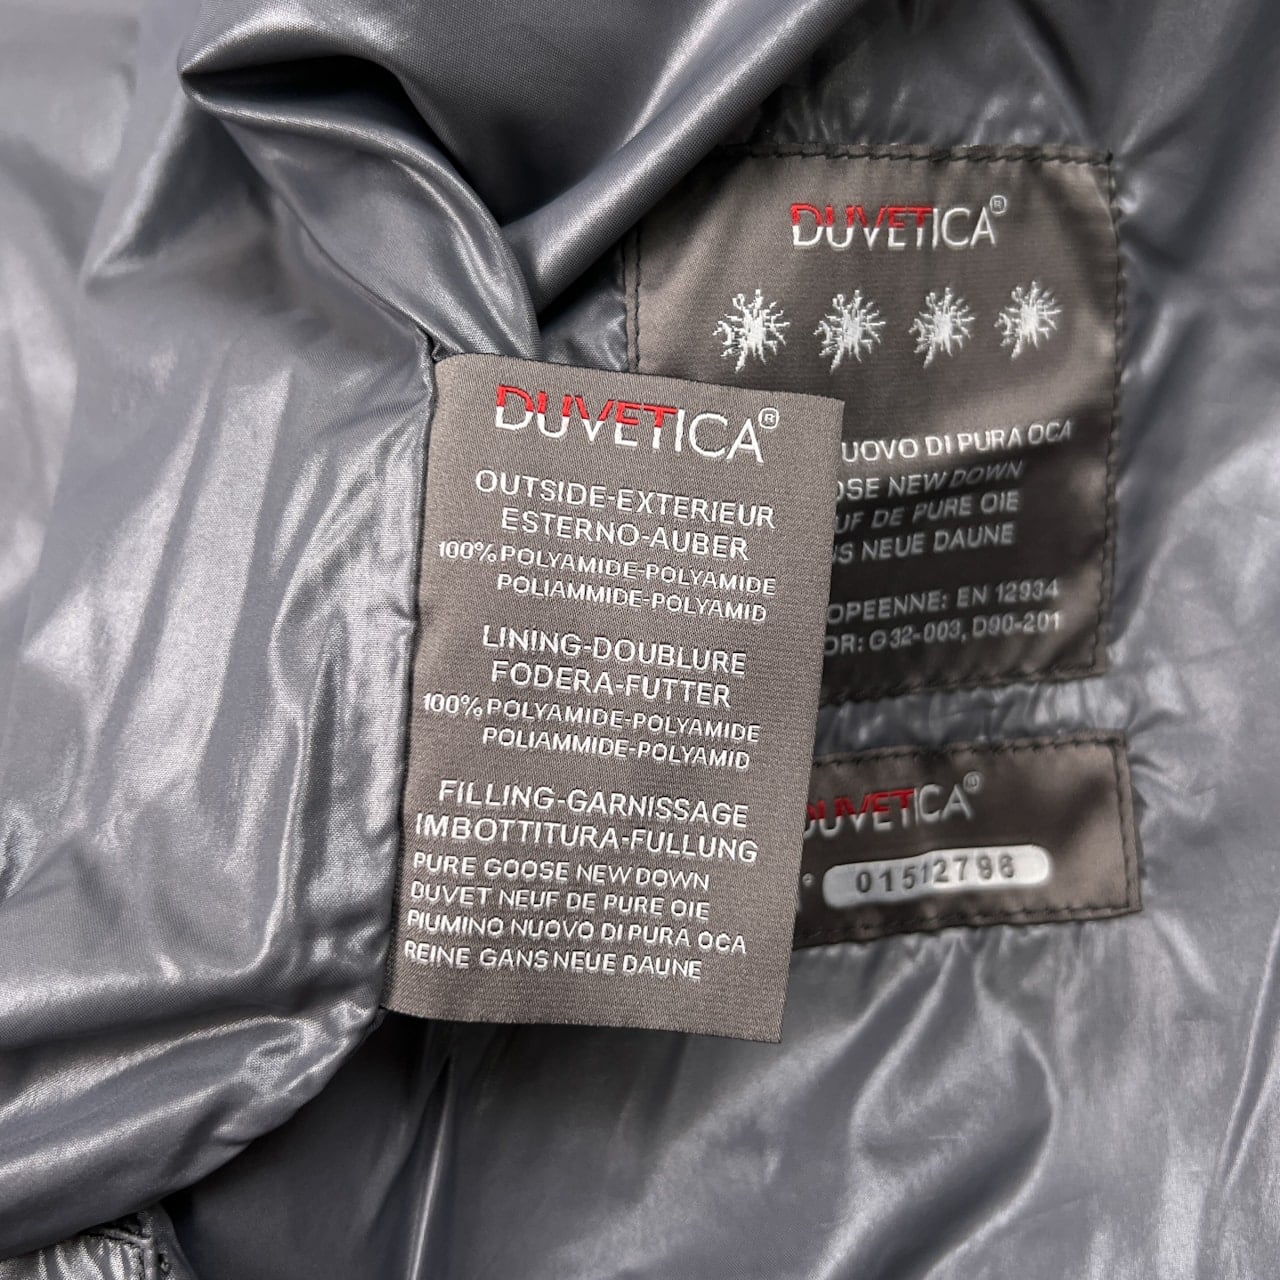 DUVETICA®
OUTSIDE-EXTERIEUR
ESTERNO-AUBER
100% POLYAMIDE-POLYAMIDE
POLIAMMIDE-POLYAMID
LINING-DOUBLURE
FODERA-FUTTER
100% POLYAMIDE-POLYAMIDE
POLIAMMIDE-POLYAMID
FILLING-GARNISSAGE
IMBOTTITURA-FULLUNG
PURE GOOSE NEW DOWN
DUVET NEUF DE PURE OIE
PIUMINO NUOVO DI PURA OCA
REINE GANS NEUE DAUNE
DUVETICA®
UOVO DI PURA OCA
OSE NEW DOWN
UF DE PURE OIE
NS NEUE DAUNE
OPEENNE: EN 12934
OR: G32-003, D90-201
DUVETICA®
° 01512798